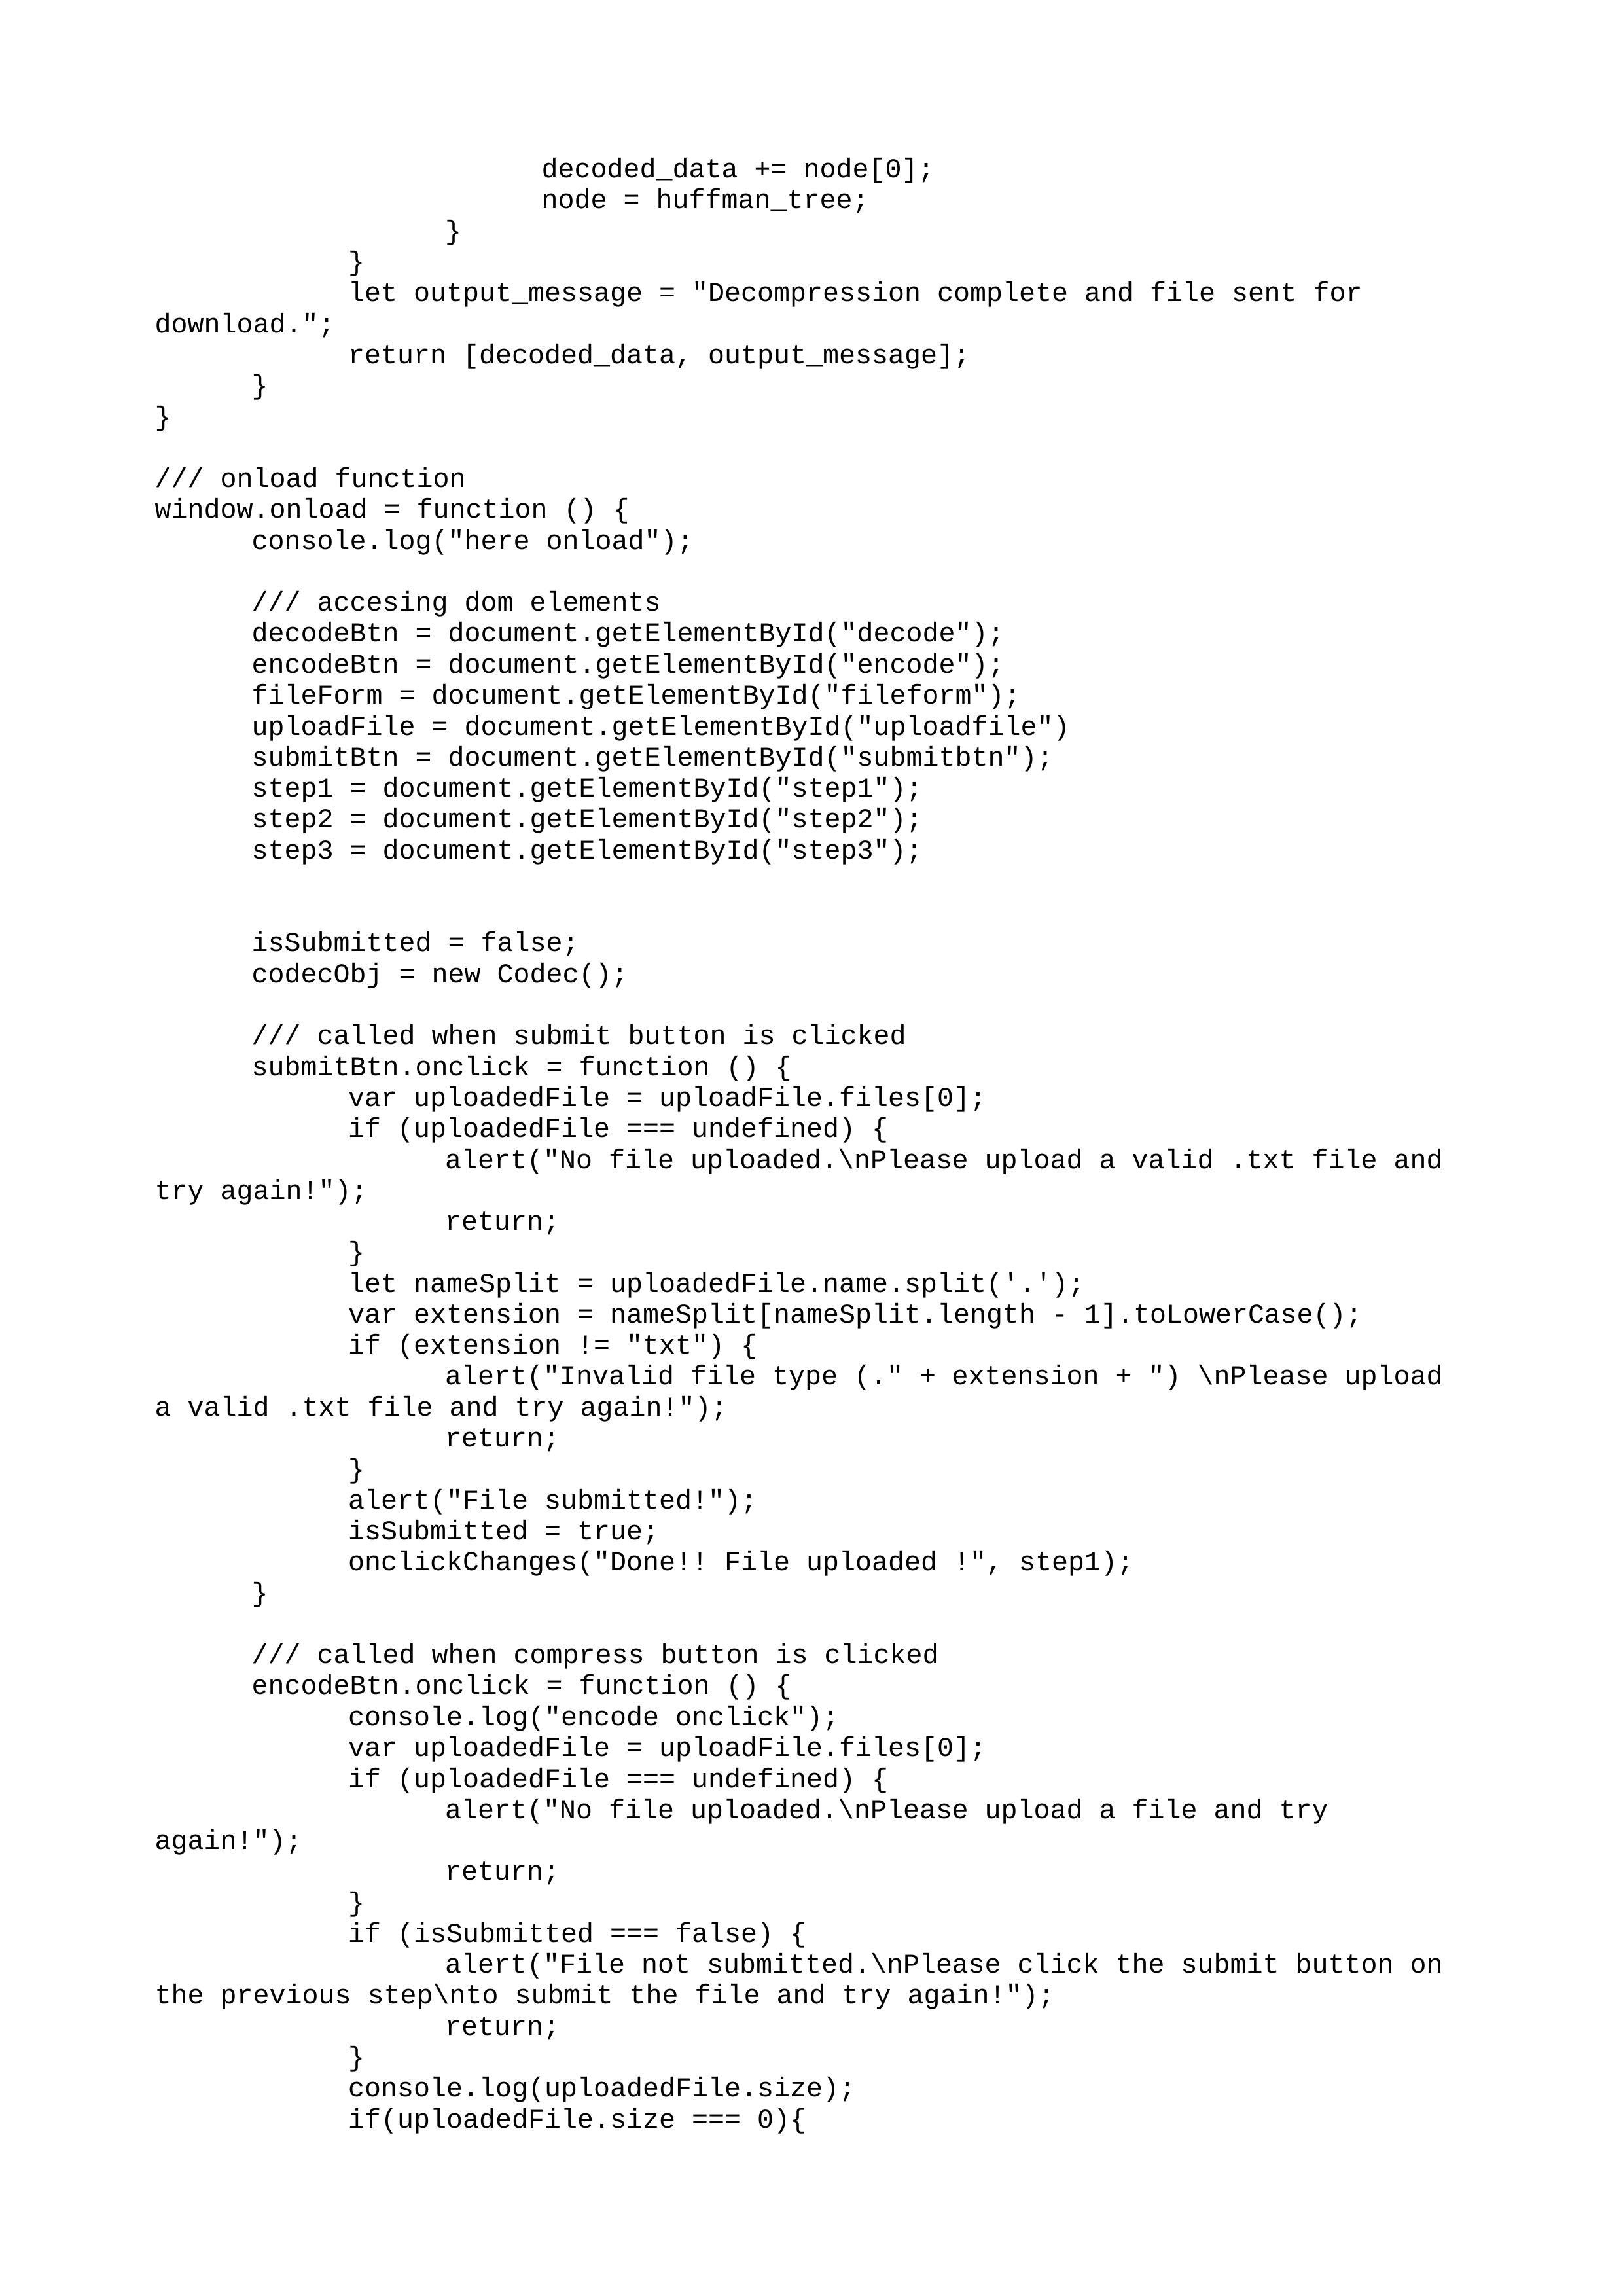 decoded_data += node[0];
node = huffman_tree;
}
}
let output_message = "Decompression complete and file sent for
download.";
return [decoded_data, output_message];
}
}
/// onload function
window.onload = function () {
console.log("here onload");
/// accesing dom elements
decodeBtn = document.getElementById("decode");
encodeBtn = document.getElementById("encode");
fileForm = document.getElementById("fileform");
uploadFile = document.getElementById("uploadfile")
submitBtn = document.getElementById("submitbtn");
step1 = document.getElementById("step1");
step2 = document.getElementById("step2");
step3 = document.getElementById("step3");
isSubmitted = false;
codecObj = new Codec();
/// called when submit button is clicked
submitBtn.onclick = function () {
var uploadedFile = uploadFile.files[0];
if (uploadedFile === undefined) {
alert("No file uploaded.\nPlease upload a valid .txt file and
try again!");
return;
}
let nameSplit = uploadedFile.name.split('.');
var extension = nameSplit[nameSplit.length - 1].toLowerCase();
if (extension != "txt") {
alert("Invalid file type (." + extension + ") \nPlease upload
a valid .txt file and try again!");
return;
}
alert("File submitted!");
isSubmitted = true;
onclickChanges("Done!! File uploaded !", step1);
}
/// called when compress button is clicked
encodeBtn.onclick = function () {
console.log("encode onclick");
var uploadedFile = uploadFile.files[0];
if (uploadedFile === undefined) {
alert("No file uploaded.\nPlease upload a file and try
again!");
return;
}
if (isSubmitted === false) {
alert("File not submitted.\nPlease click the submit button on
the previous step\nto submit the file and try again!");
return;
}
console.log(uploadedFile.size);
if(uploadedFile.size === 0){